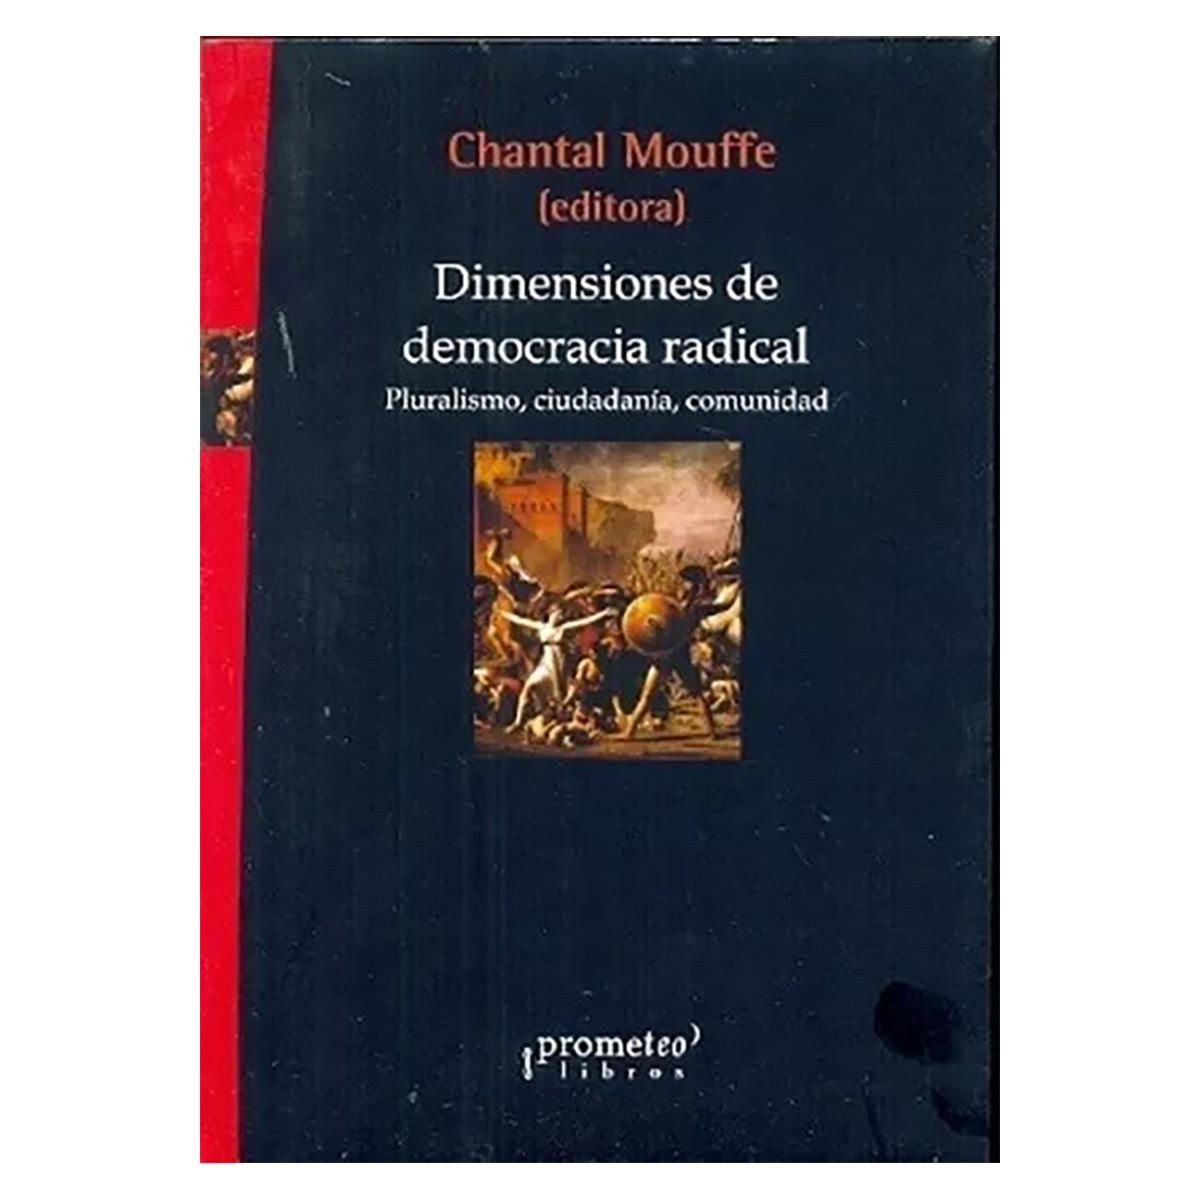 Chantal Mouffe
(editora)
Dimensiones de
democracia radical
Pluralismo, ciudadanía, comunidad
prometeo
libros